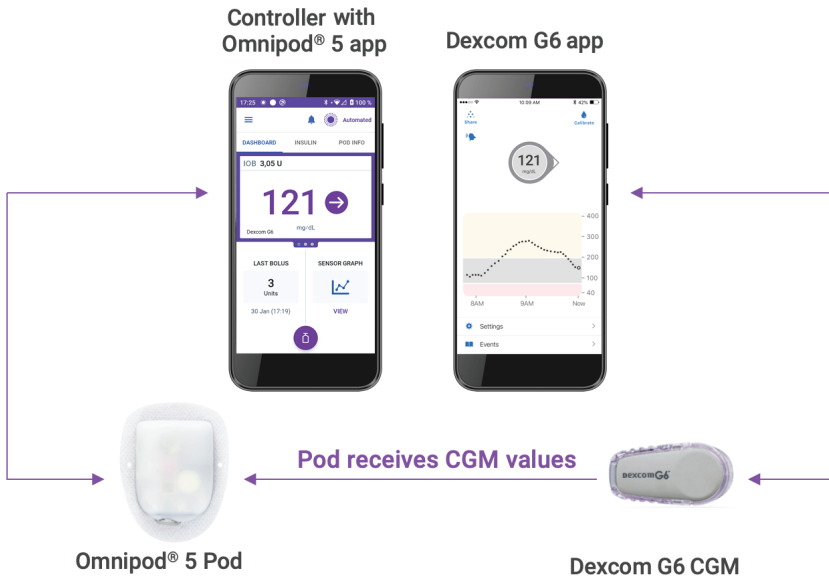 Controller with
Omnipod® 5 app
Dexcom G6 app
17:25
100 %
Automated
DASHBOARD INSULIN POD INFO
IOB 3,05 U
121
mg/dL
Dexcom G6
LAST BOLUS
3
Units
30 Jan (17:19)
SENSOR GRAPH
VIEW
10:09 AM
42%
Share
Calibrate
121
mg/dL
400
300
200
100
40
8AM 9AM Now
Settings
Events
Pod receives CGM values
Dexcom G6
Omnipod® 5 Pod
Dexcom G6 CGM